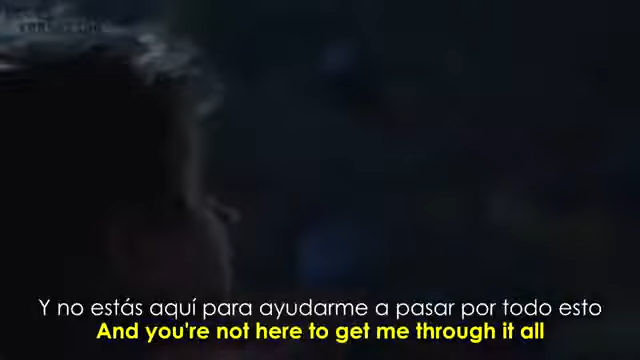 Y no estás aquí para ayudarme a pasar por todo esto
And you're not here to get me through it all